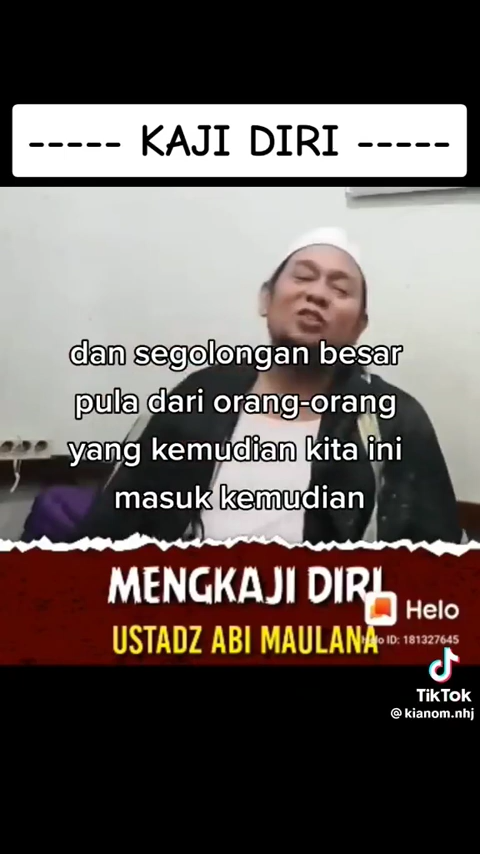 ----- KAJI DIRI -----
dan segolongan besar
pula dari orang-orang
yang kemudian kita ini
masuk kemudian
MENGKAJI DIRI
Helo
USTADZ ABI MAULANA
Helo ID: 181327645
TikTok
@kianom.nhj